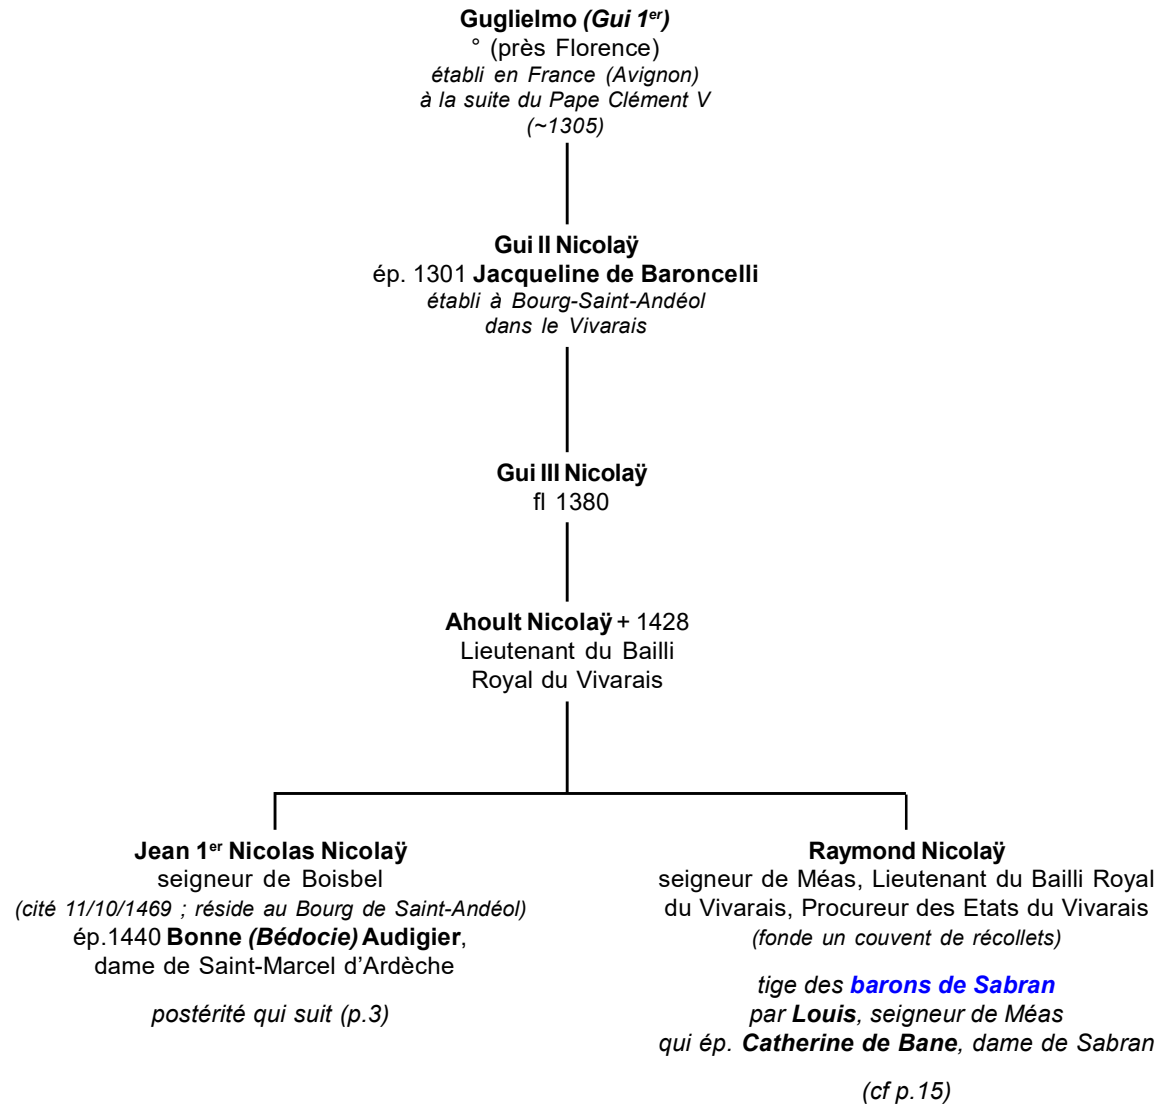 Guglielmo (Gui 1er)
° (près Florence)
établi en France (Avignon)
à la suite du Pape Clément V
(~1305)
Gui II Nicolaÿ
ép. 1301 Jacqueline de Baroncelli
établi à Bourg-Saint-Andéol
dans le Vivarais
Gui III Nicolaÿ
fl 1380
Ahoult Nicolaÿ + 1428
Lieutenant du Bailli
Royal du Vivarais
Jean 1er Nicolas Nicolaÿ
seigneur de Boisbel
(cité 11/10/1469 ; réside au Bourg de Saint-Andéol)
ép.1440 Bonne (Bédocie) Audigier,
dame de Saint-Marcel d'Ardèche
postérité qui suit (p.3)
Raymond Nicolaÿ
seigneur de Méas, Lieutenant du Bailli Royal
du Vivarais, Procureur des Etats du Vivarais
(fonde un couvent de récollets)
tige des barons de Sabran
par Louis, seigneur de Méas
qui ép. Catherine de Bane, dame de Sabran
(cf p.15)